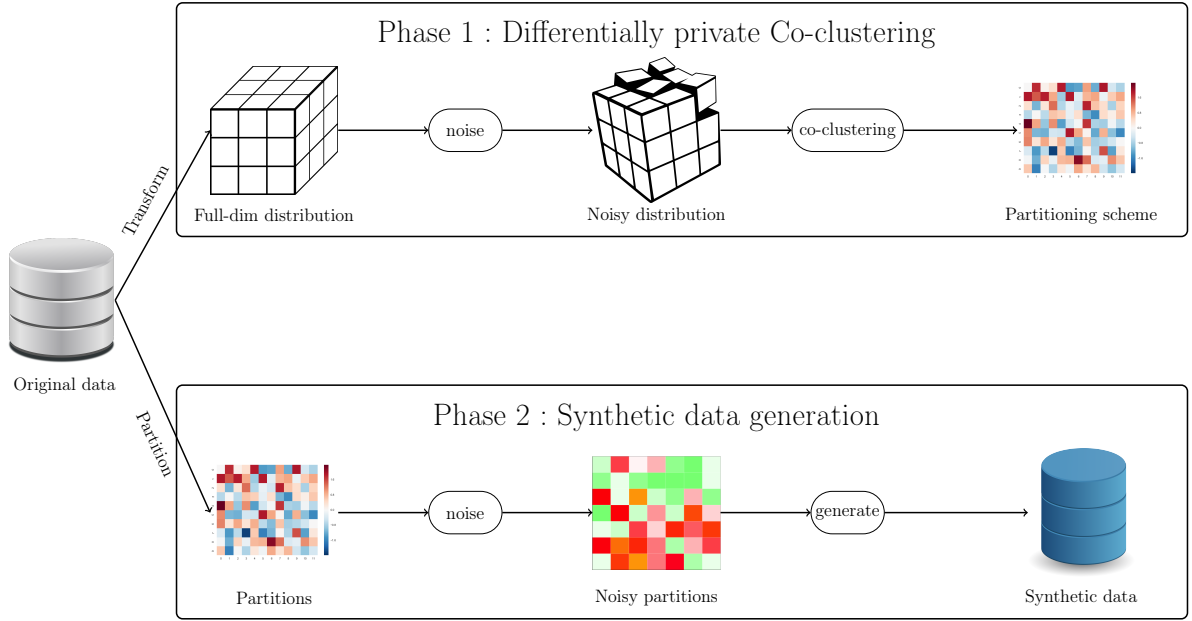 Phase 1 : Differentially private Co-clustering
noise
co-clustering
Full-dim distribution
Noisy distribution
Partitioning scheme
Transform
Original data
Partition
Phase 2 : Synthetic data generation
noise
generate
Partitions
Noisy partitions
Synthetic data